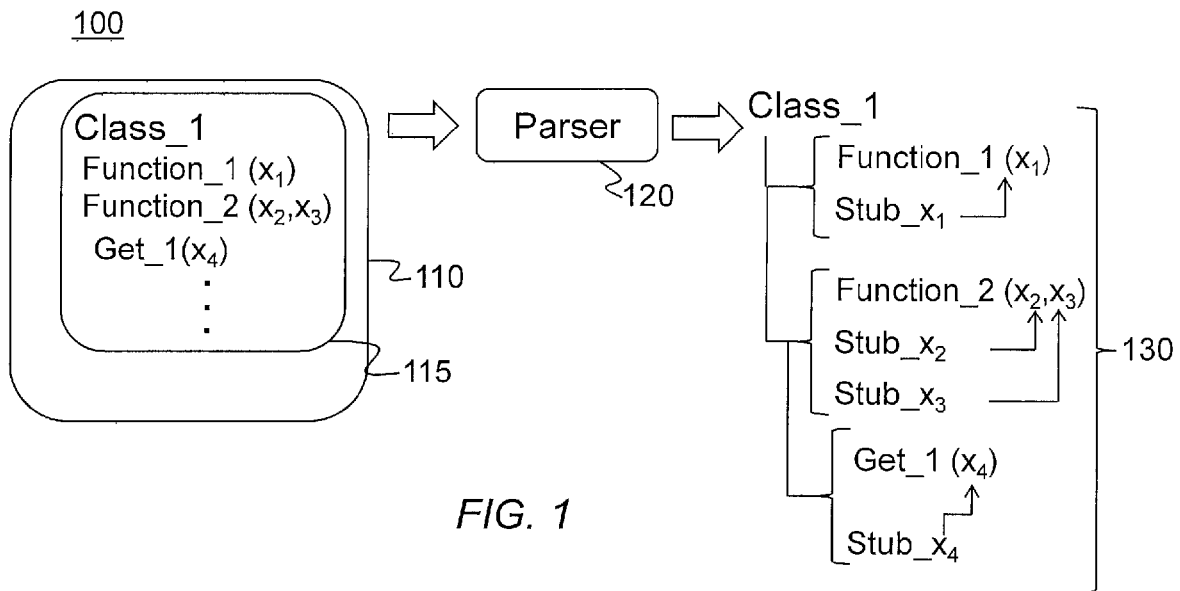 100
Class_1
Function_1 (x₁)
Function_2 (x₂,x₃)
Get_1(x₄)
110
115
Parser
120
Class_1
Function_1 (x₁)
Stub_x₁
Function_2 (x₂,x₃)
Stub_x₂
Stub_x₃
Get_1 (x₄)
Stub_x₄
130
FIG. 1